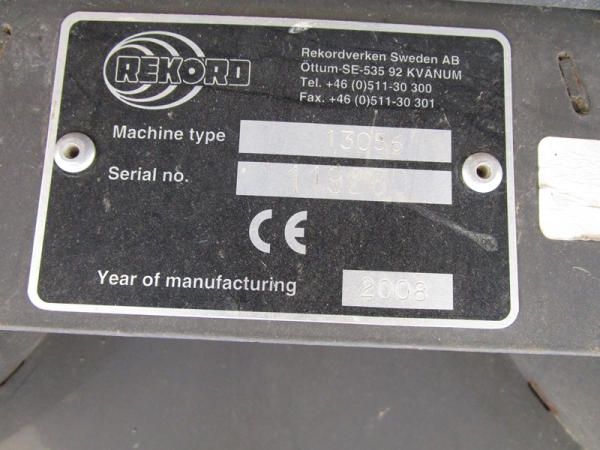 REKORD
Rekordverken Sweden AB
Öttum-SE-535 92 KVÄNUM
Tel. +46 (0)511-30 300
Fax. +46 (0)511-30 301
Machine type
Serial no.
CE
Year of manufacturing 2008